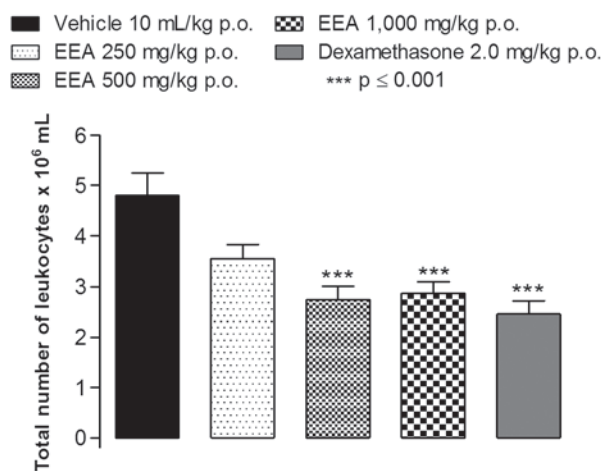 Vehicle 10 mL/kg p.o.
EEA 1,000 mg/kg p.o.
EEA 250 mg/kg p.o.
Dexamethasone 2.0 mg/kg p.o.
EEA 500 mg/kg p.o.
*** p ≤ 0.001
Total number of leukocytes x 10⁶ mL
6
5
4
3
2
1
0
***
***
***